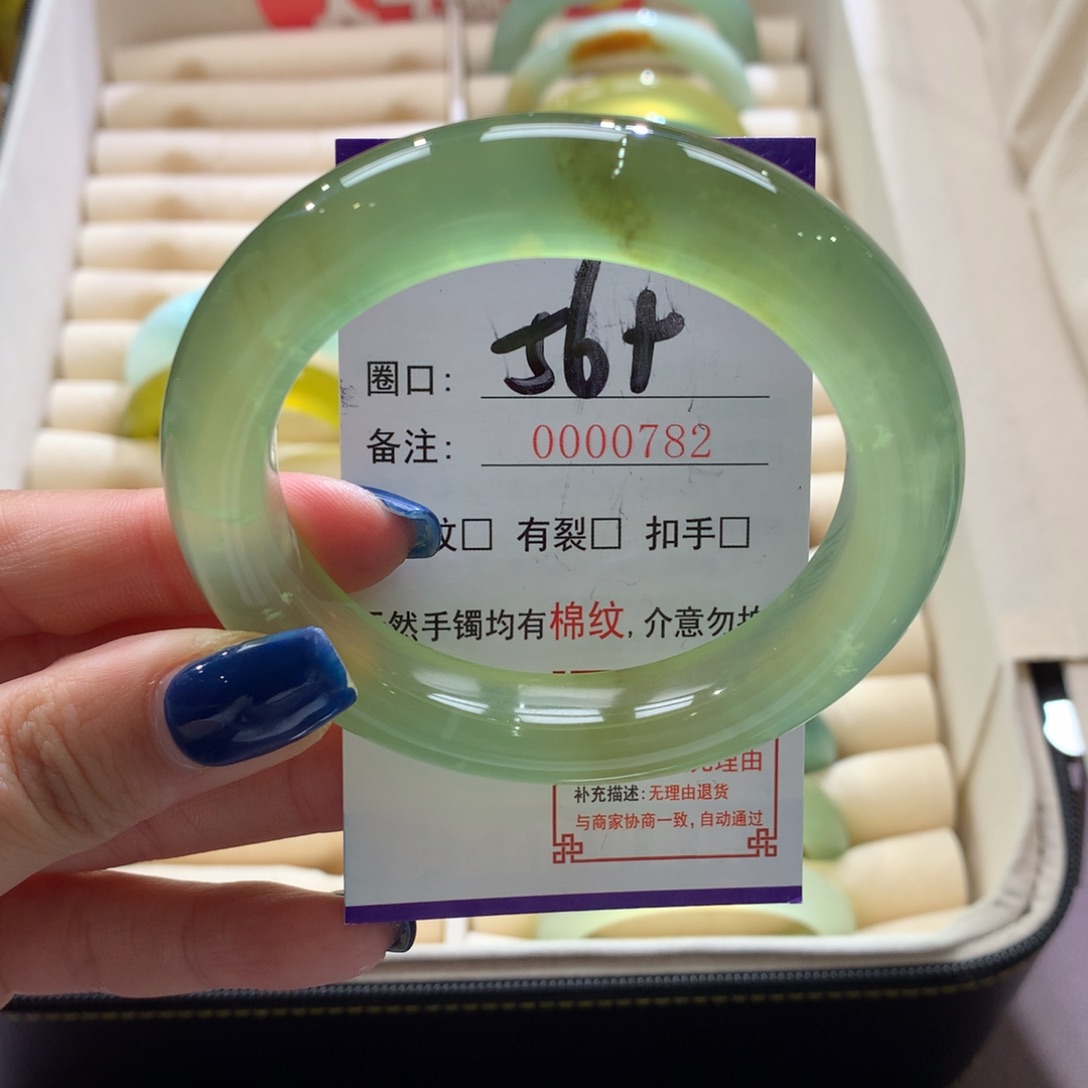 圈口: 56+
备注: 0000782
纹□ 有裂□ 扣手□
然手镯均有棉纹, 介意勿
理由
补充描述: 无理由退货
与商家协商一致, 自动通过